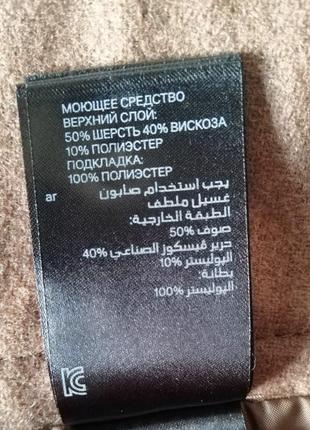 МОЮЩЕЕ СРЕДСТВО
ВЕРХНИЙ СЛОЙ:
50% ШЕРСТЬ 40% ВИСКОЗА
10% ПОЛИЭСТЕР
ПОДКЛАДКА:
100% ПОЛИЭСТЕР
ar
يجب استخدام صابون
غسيل ملطف
الطبقة الخارجية:
صوف %50
حرير ڤيسكوز الصناعي %40
البوليستر %10
بطانة:
البوليستر %100